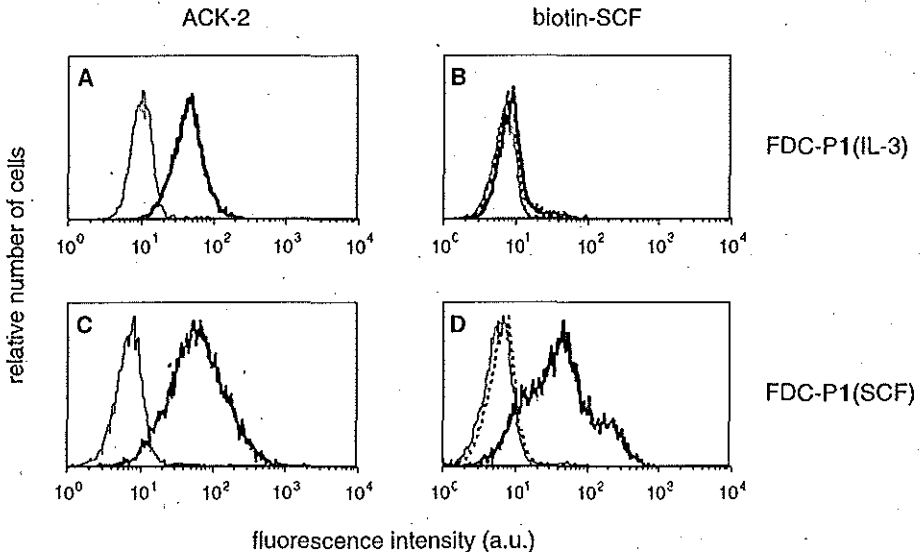 ACK-2 biotin-SCF
A B
FDC-P1(IL-3)
10⁰ 10¹ 10² 10³ 10⁴ 10⁰ 10¹ 10² 10³ 10⁴
relative number of cells
C D
FDC-P1(SCF)
10⁰ 10¹ 10² 10³ 10⁴ 10⁰ 10¹ 10² 10³ 10⁴
fluorescence intensity (a.u.)